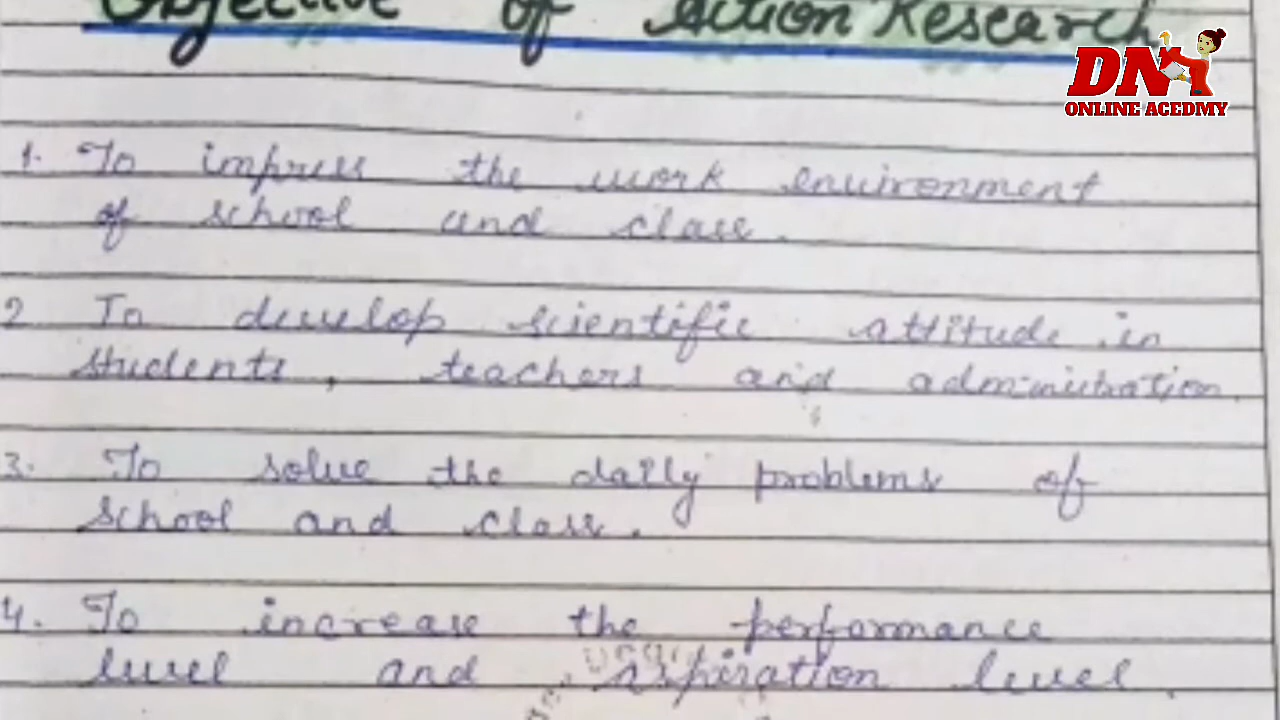 Objective of Action Research
DNA
ONLINE ACEDMY
1. To impress the work environment
of school and class.
2 To develop scientific attitude in
students, teachers and administration.
3. To solve the daily problems of
school and class.
4. To increase the performance
level and aspiration level.